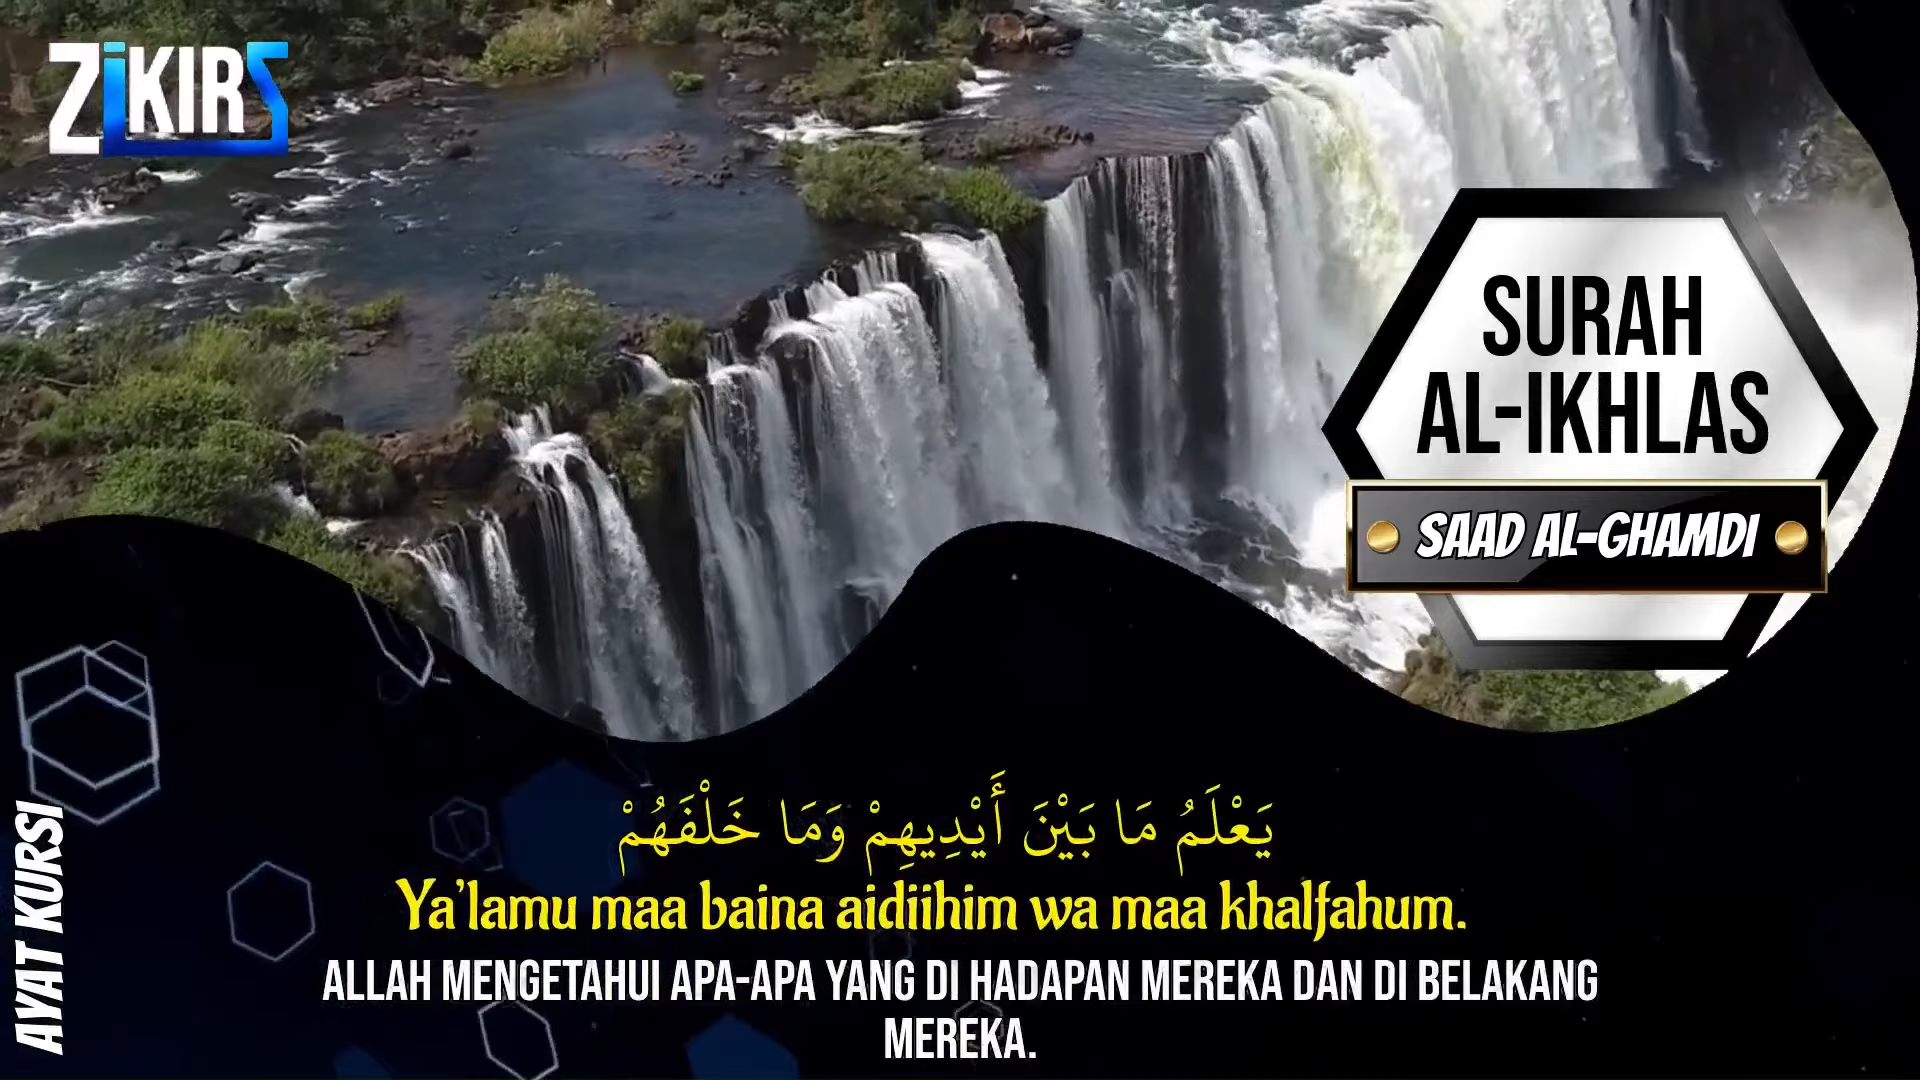 ZIKIRS
SURAH
AL-IKHLAS
SAAD AL-GHAMDI
يَعْلَمُ مَا بَيْنَ أَيْدِيهِمْ وَمَا خَلْفَهُمْ
Ya'lamu maa baina aidiihim wa maa khalfahum.
ALLAH MENGETAHUI APA-APA YANG DI HADAPAN MEREKA DAN DI BELAKANG
MEREKA.
AYAT KURSI